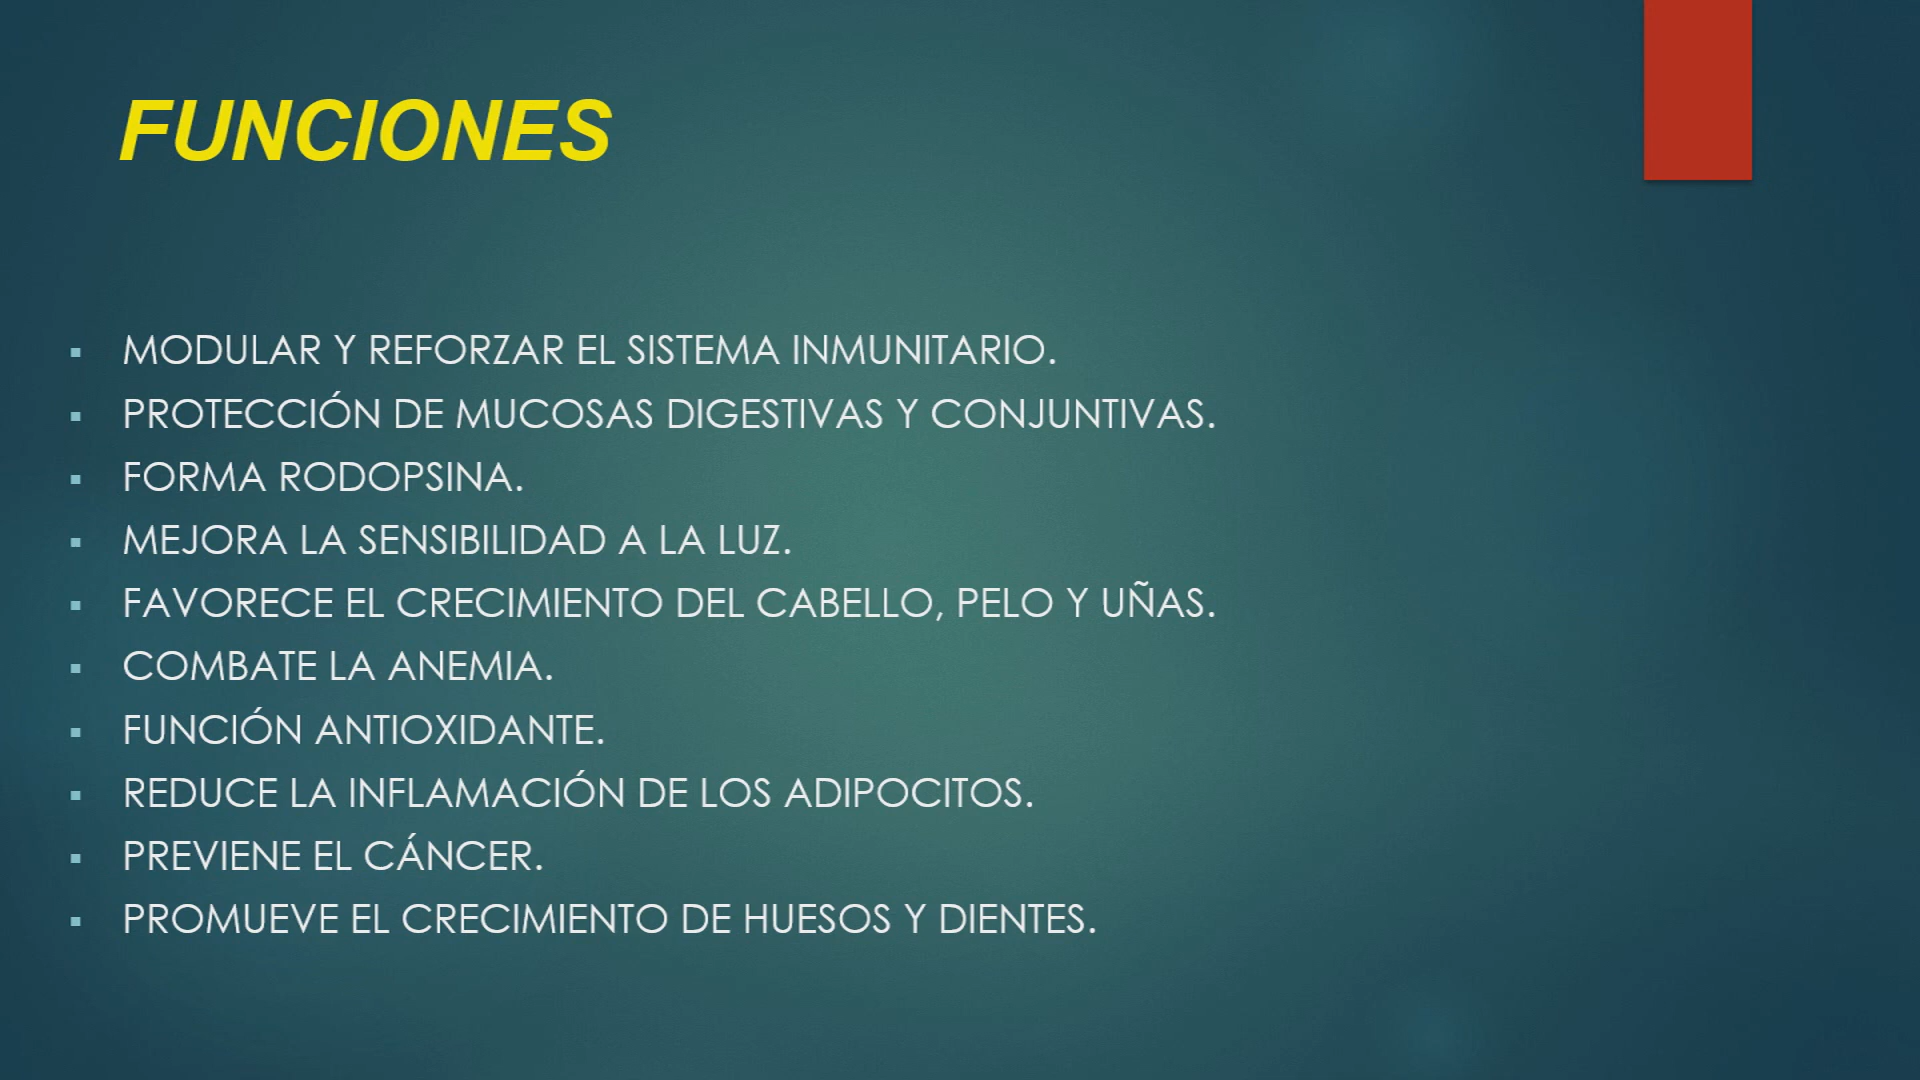 FUNCIONES
MODULAR Y REFORZAR EL SISTEMA INMUNITARIO.
PROTECCIÓN DE MUCOSAS DIGESTIVAS Y CONJUNTIVAS.
FORMA RODOPSINA.
MEJORA LA SENSIBILIDAD A LA LUZ.
FAVORECE EL CRECIMIENTO DEL CABELLO, PELO Y UÑAS.
COMBATE LA ANEMIA.
FUNCIÓN ANTIOXIDANTE.
REDUCE LA INFLAMACIÓN DE LOS ADIPOCITOS.
PREVIENE EL CÁNCER.
PROMUEVE EL CRECIMIENTO DE HUESOS Y DIENTES.